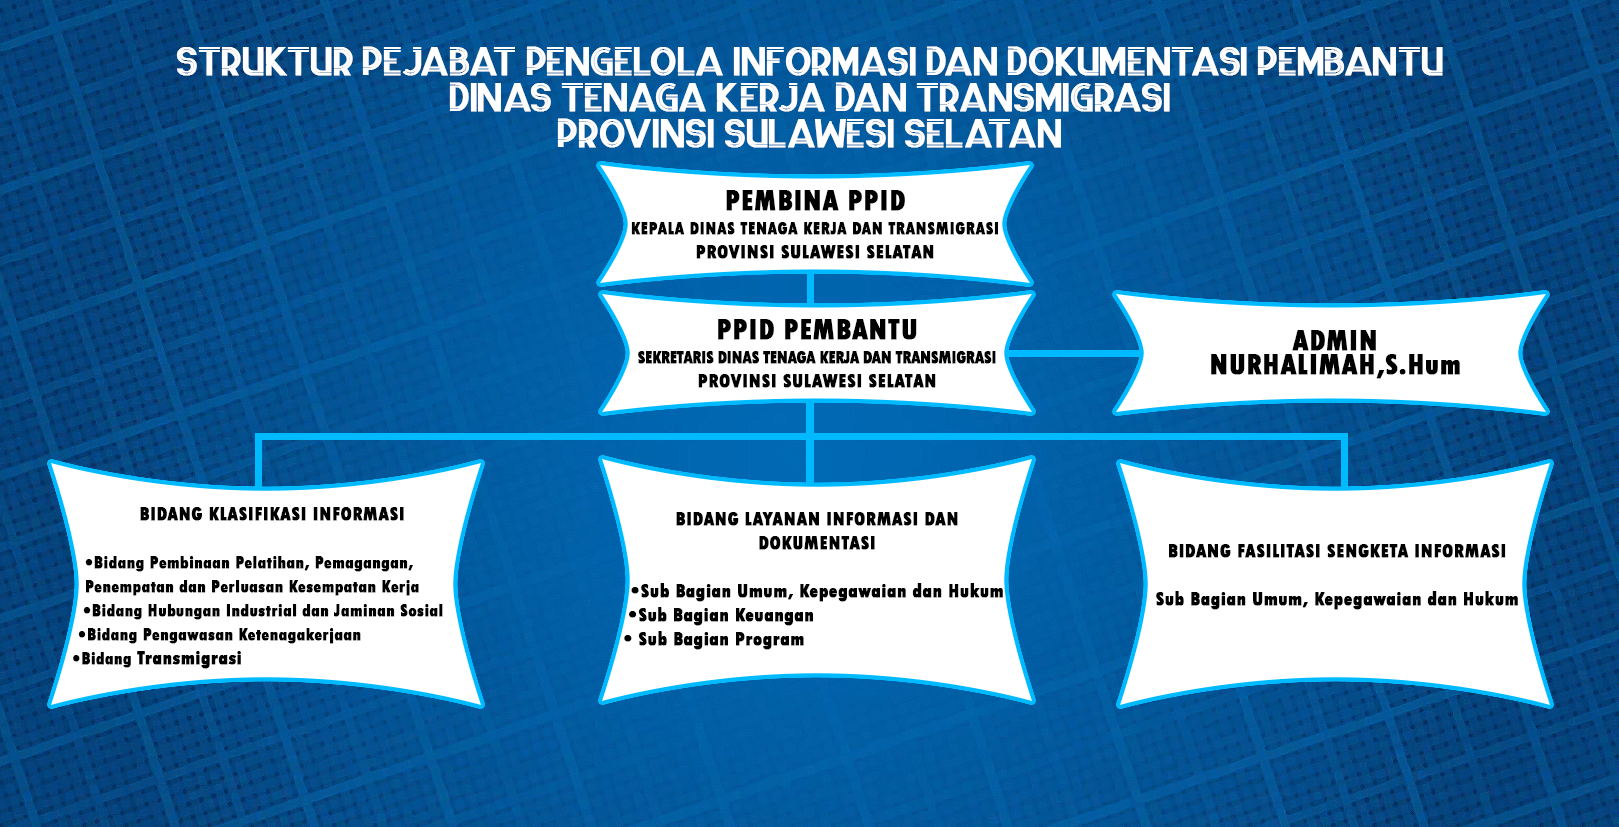 STRUKTUR PEJABAT PENGELOLA INFORMASI DAN DOKUMENTASI PEMBANTU
DINAS TENAGA KERJA DAN TRANSMIGRASI
PROVINSI SULAWESI SELATAN
PEMBINA PPID
KEPALA DINAS TENAGA KERJA DAN TRANSMIGRASI
PROVINSI SULAWESI SELATAN
PPID PEMBANTU
SEKRETARIS DINAS TENAGA KERJA DAN TRANSMIGRASI
PROVINSI SULAWESI SELATAN
ADMIN
NURHALIMAH,S.Hum
BIDANG KLASIFIKASI INFORMASI
•Bidang Pembinaan Pelatihan, Pemagangan,
Penempatan dan Perluasan Kesempatan Kerja
•Bidang Hubungan Industrial dan Jaminan Sosial
•Bidang Pengawasan Ketenagakerjaan
•Bidang Transmigrasi
BIDANG LAYANAN INFORMASI DAN
DOKUMENTASI
•Sub Bagian Umum, Kepegawaian dan Hukum
•Sub Bagian Keuangan
• Sub Bagian Program
BIDANG FASILITASI SENGKETA INFORMASI
Sub Bagian Umum, Kepegawaian dan Hukum